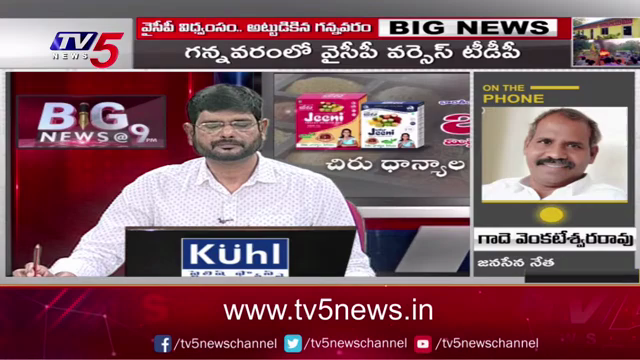 TV5
NEWS
వైసీపీ విధ్వంసం.. అట్టుడికిన గన్నవరం
BIG NEWS
గన్నవరంలో వైసీపీ వర్సెస్ టీడీపీ
BIG
NEWS@9PM
Jeeni
Jeeni
చిరు ధాన్యాల
ON THE
PHONE
గాదె వెంకటేశ్వరరావు
జనసేన నేత
Kühl
www.tv5news.in
/tv5newschannel
/tv5newschannel
/tv5newschannel